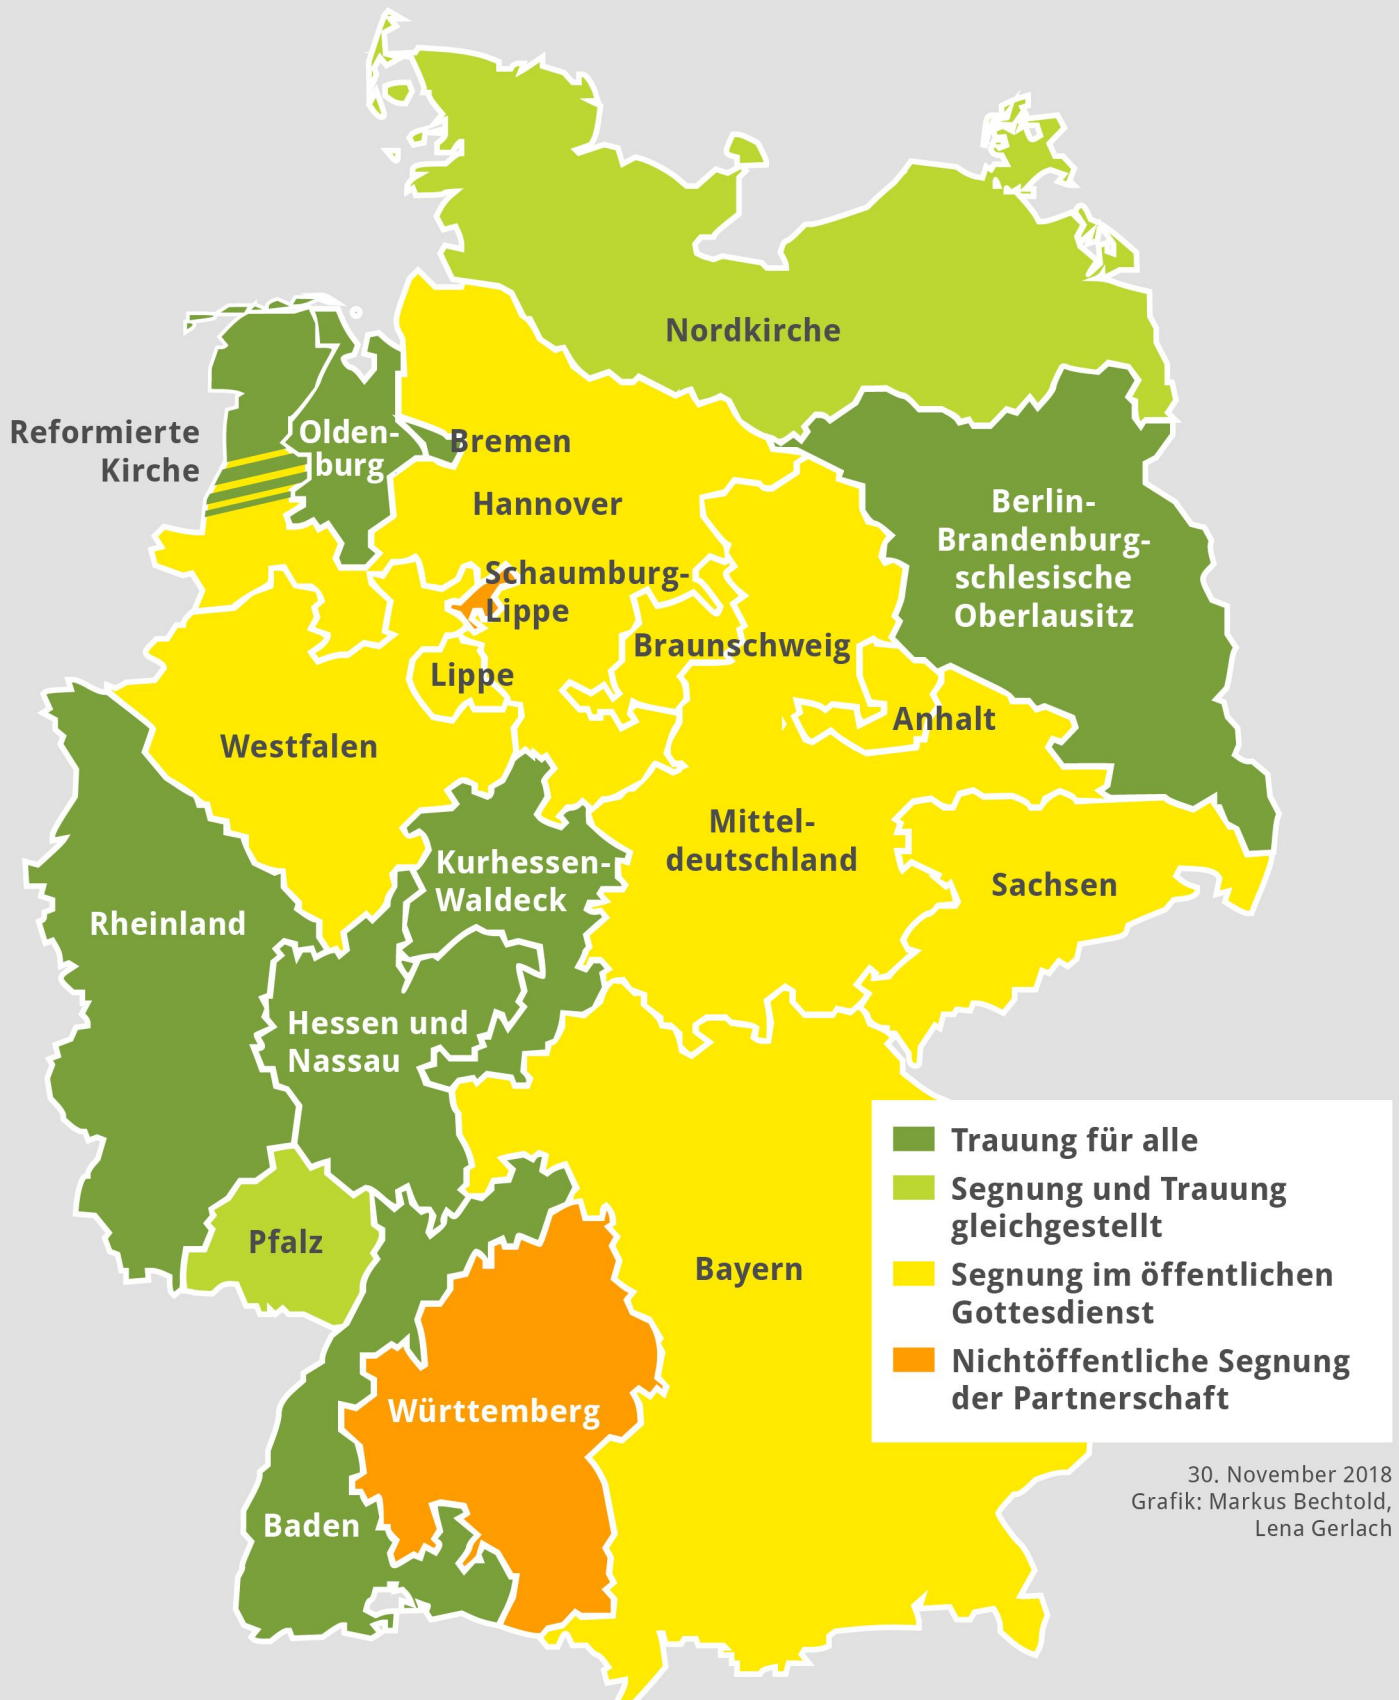 Nordkirche
Reformierte
Kirche
Olden-
burg
Bremen
Hannover
Berlin-
Brandenburg-
schlesische
Oberlausitz
Schaumburg-
Lippe
Braunschweig
Lippe
Anhalt
Westfalen
Mittel-
deutschland
Kurhessen-
Waldeck
Sachsen
Rheinland
Hessen und
Nassau
Pfalz
Bayern
Württemberg
Baden
Trauung für alle
Segnung und Trauung
gleichgestellt
Segnung im öffentlichen
Gottesdienst
Nichtöffentliche Segnung
der Partnerschaft
30. November 2018
Grafik: Markus Bechtold,
Lena Gerlach